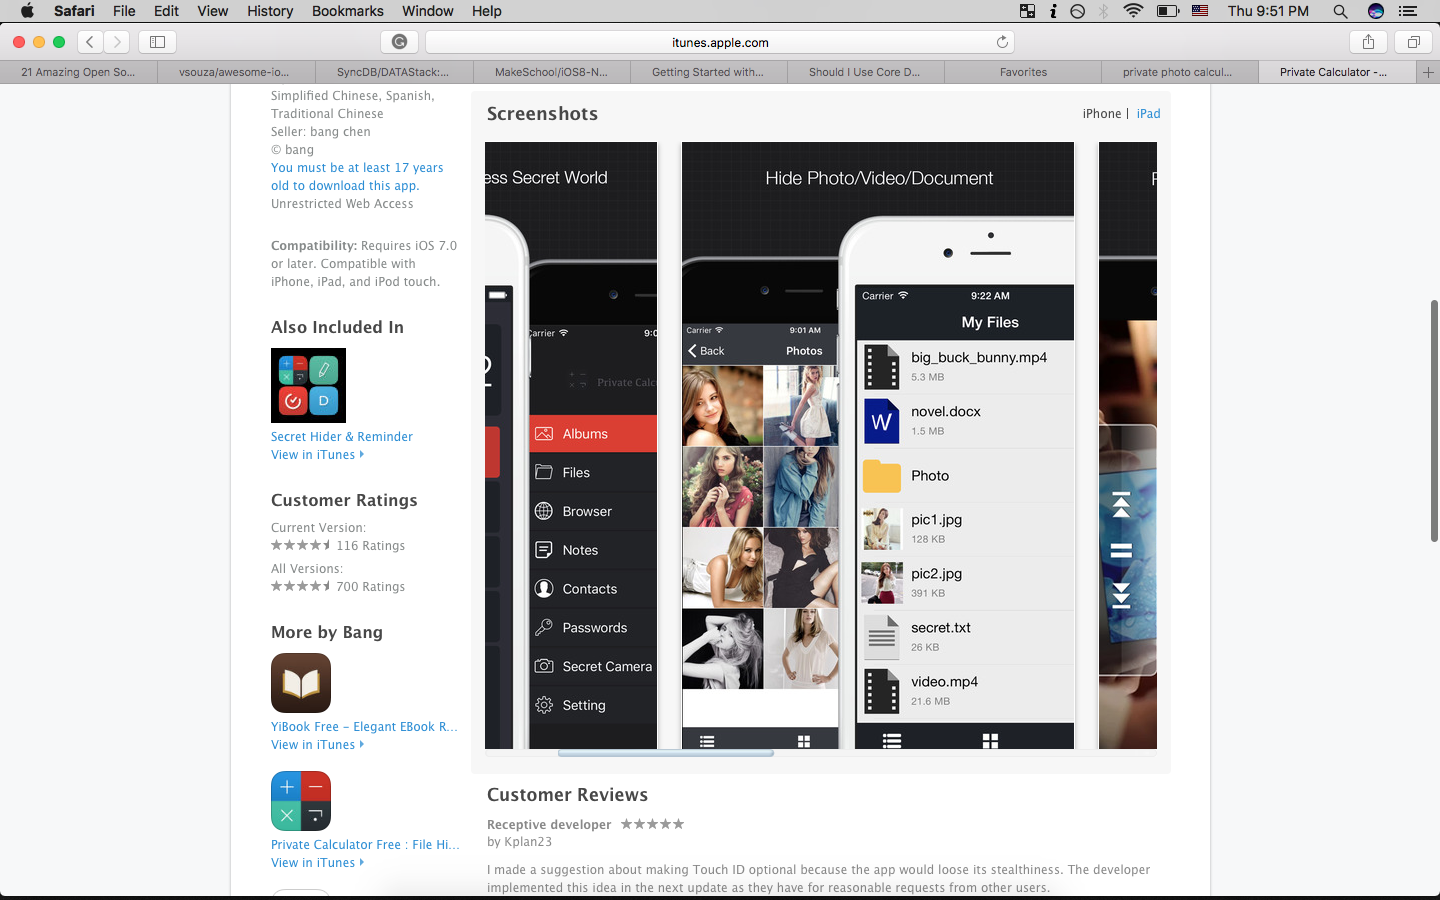 Safari File Edit View History Bookmarks Window Help
Thu 9:51 PM
itunes.apple.com
21 Amazing Open So...
vsouza/awesome-io...
SyncDB/DATAStack:...
MakeSchool/iOS8-N...
Getting Started with...
Should I Use Core D...
Favorites
private photo calcul...
Private Calculator -...
Simplified Chinese, Spanish,
Traditional Chinese
Seller: bang chen
© bang
You must be at least 17 years
old to download this app.
Unrestricted Web Access
Compatibility: Requires iOS 7.0
or later. Compatible with
iPhone, iPad, and iPod touch.
Also Included In
D
Secret Hider & Reminder
View in iTunes
Customer Ratings
Current Version:
116 Ratings
All Versions:
700 Ratings
More by Bang
YiBook Free - Elegant EBook R...
View in iTunes
Private Calculator Free : File Hi...
View in iTunes
Screenshots
iPhone | iPad
ess Secret World
Carrier
Private Calc
Albums
Files
Browser
Notes
Contacts
Passwords
Secret Camera
Setting
Hide Photo/Video/Document
Carrier 9:01 AM
Back Photos
Carrier 9:22 AM
My Files
big_buck_bunny.mp4
5.3 MB
W
novel.docx
1.5 MB
Photo
pic1.jpg
128 KB
pic2.jpg
391 KB
secret.txt
26 KB
video.mp4
21.6 MB
Customer Reviews
Receptive developer
by Kplan23
I made a suggestion about making Touch ID optional because the app would loose its stealthiness. The developer
implemented this idea in the next update as they have for reasonable requests from other users.